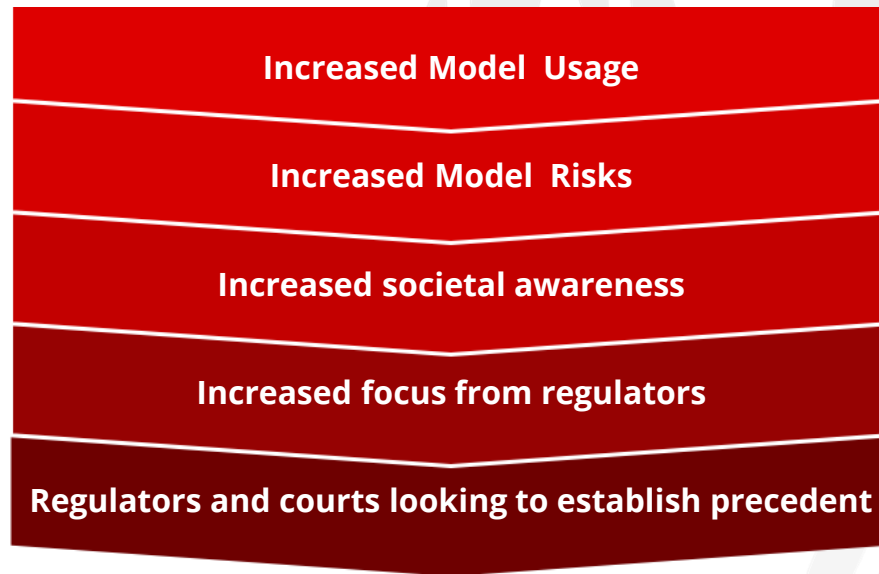 Increased Model  Usage
Increased Model  Risks
Increased societal awareness
Increased focus from regulators
Regulators and courts looking to establish precedent